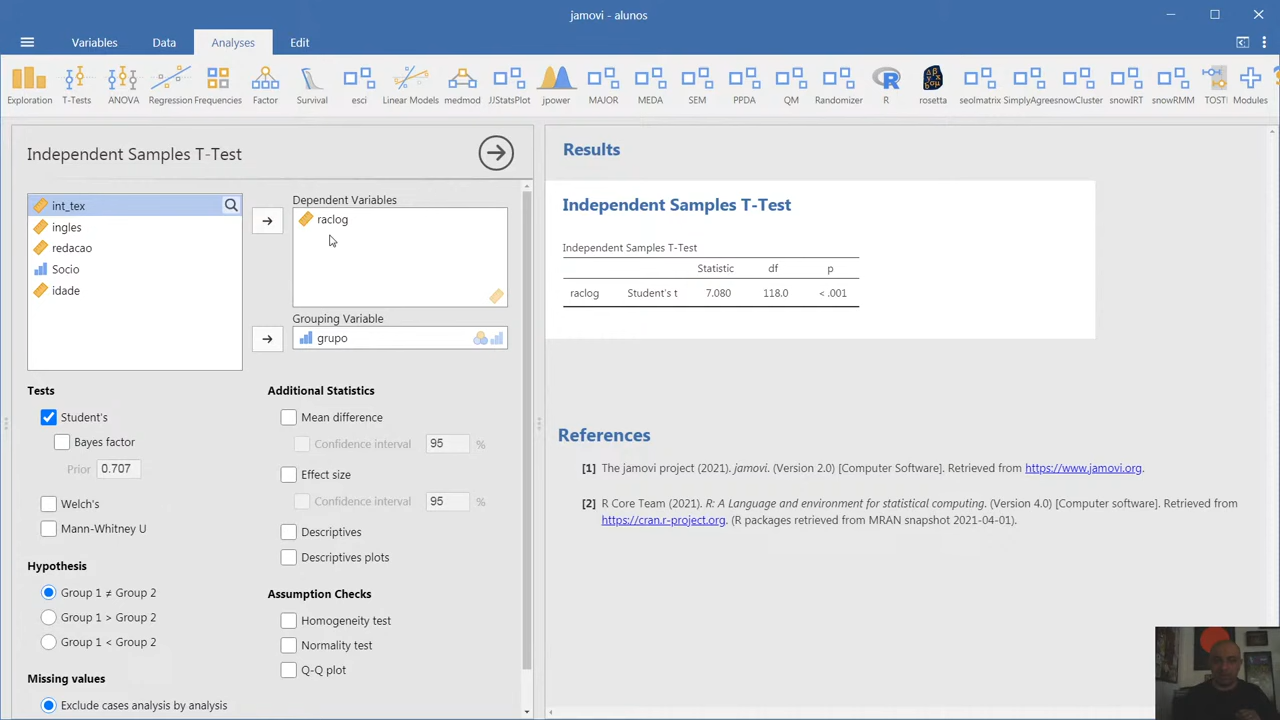 jamovi - alunos
Variables Data Analyses Edit
Exploration T-Tests ANOVA Regression Frequencies Factor Survival esci Linear Models medmod JJStatsPlot jpower MAJOR MEDA SEM PPDA QM Randomizer R rosetta seolmatrix SimplyAgree snowCluster snowIRT snowRMM TOST Modules
Independent Samples T-Test
int_tex
ingles
redacao
Socio
idade
Dependent Variables
raclog
Grouping Variable
grupo
Tests
Student's
Bayes factor
Prior 0.707
Welch's
Mann-Whitney U
Hypothesis
Group 1 ≠ Group 2
Group 1 > Group 2
Group 1 < Group 2
Missing values
Exclude cases analysis by analysis
Additional Statistics
Mean difference
Confidence interval 95 %
Effect size
Confidence interval 95 %
Descriptives
Descriptives plots
Assumption Checks
Homogeneity test
Normality test
Q-Q plot
Results
Independent Samples T-Test
Independent Samples T-Test
Statistic df p
raclog Student's t 7.080 118.0 < .001
References
[1] The jamovi project (2021). jamovi. (Version 2.0) [Computer Software]. Retrieved from https://www.jamovi.org.
[2] R Core Team (2021). R: A Language and environment for statistical computing. (Version 4.0) [Computer software]. Retrieved from
https://cran.r-project.org. (R packages retrieved from MRAN snapshot 2021-04-01).